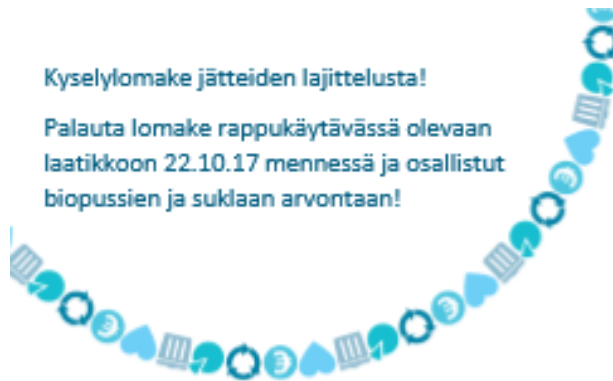 Kyselylomake jätteiden lajittelusta!
Palauta lomake rappukäytävässä olevaan
laatikkoon 22.10.17 mennessä ja osallistut
biopussien ja suklaan arvontaan!